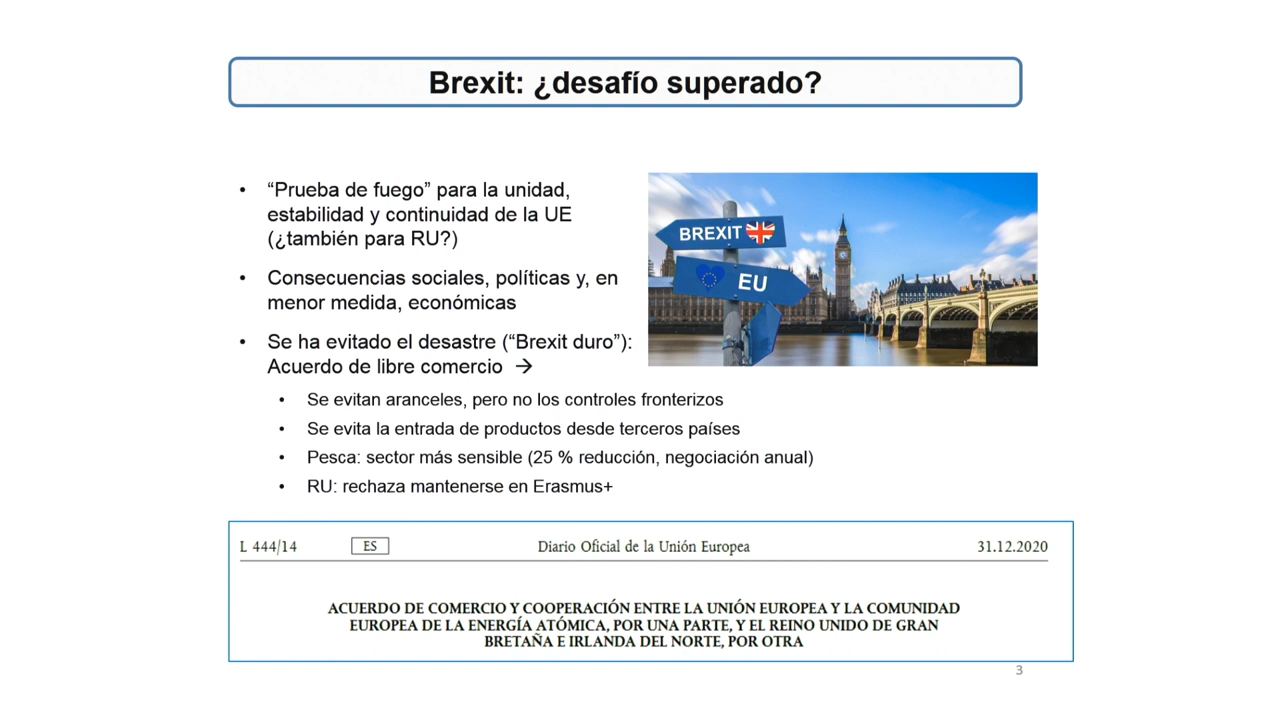 Brexit: ¿desafío superado?
• “Prueba de fuego” para la unidad,
estabilidad y continuidad de la UE
(¿también para RU?)
• Consecuencias sociales, políticas y, en
menor medida, económicas
• Se ha evitado el desastre (“Brexit duro”):
Acuerdo de libre comercio →
BREXIT
EU
• Se evitan aranceles, pero no los controles fronterizos
• Se evita la entrada de productos desde terceros países
• Pesca: sector más sensible (25 % reducción, negociación anual)
• RU: rechaza mantenerse en Erasmus+
L 444/14 ES Diario Oficial de la Unión Europea 31.12.2020
ACUERDO DE COMERCIO Y COOPERACIÓN ENTRE LA UNIÓN EUROPEA Y LA COMUNIDAD
EUROPEA DE LA ENERGÍA ATÓMICA, POR UNA PARTE, Y EL REINO UNIDO DE GRAN
BRETAÑA E IRLANDA DEL NORTE, POR OTRA
3